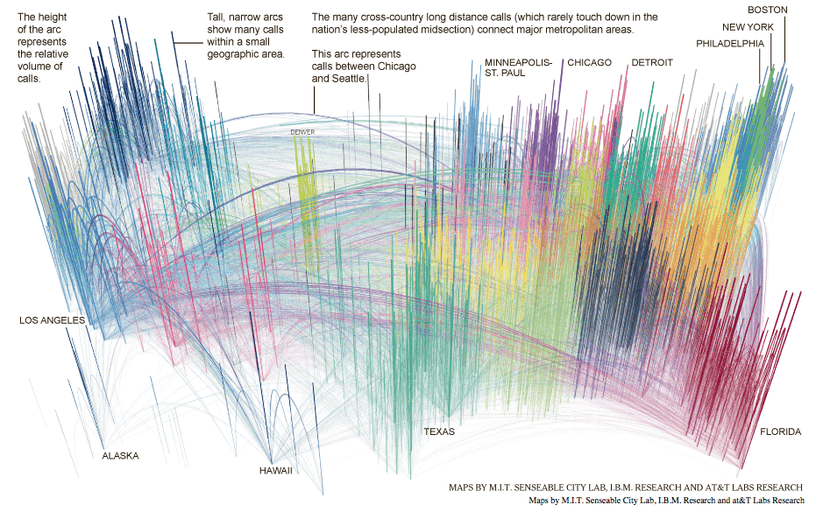 The height
of the arc
represents
the relative
volume of
calls.
Tall, narrow arcs
show many calls
within a small
geographic area.
The many cross-country long distance calls (which rarely touch down in the
nation's less-populated midsection) connect major metropolitan areas.
This arc represents
calls between Chicago
and Seattle.
BOSTON
NEW YORK
PHILADELPHIA
MINNEAPOLIS-
ST. PAUL
CHICAGO
DETROIT
DENVER
LOS ANGELES
TEXAS
FLORIDA
ALASKA
HAWAII
MAPS BY M.I.T. SENSEABLE CITY LAB, I.B.M. RESEARCH AND AT&T LABS RESEARCH
Maps by M.I.T. Senseable City Lab, I.B.M. Research and at&T Labs Research